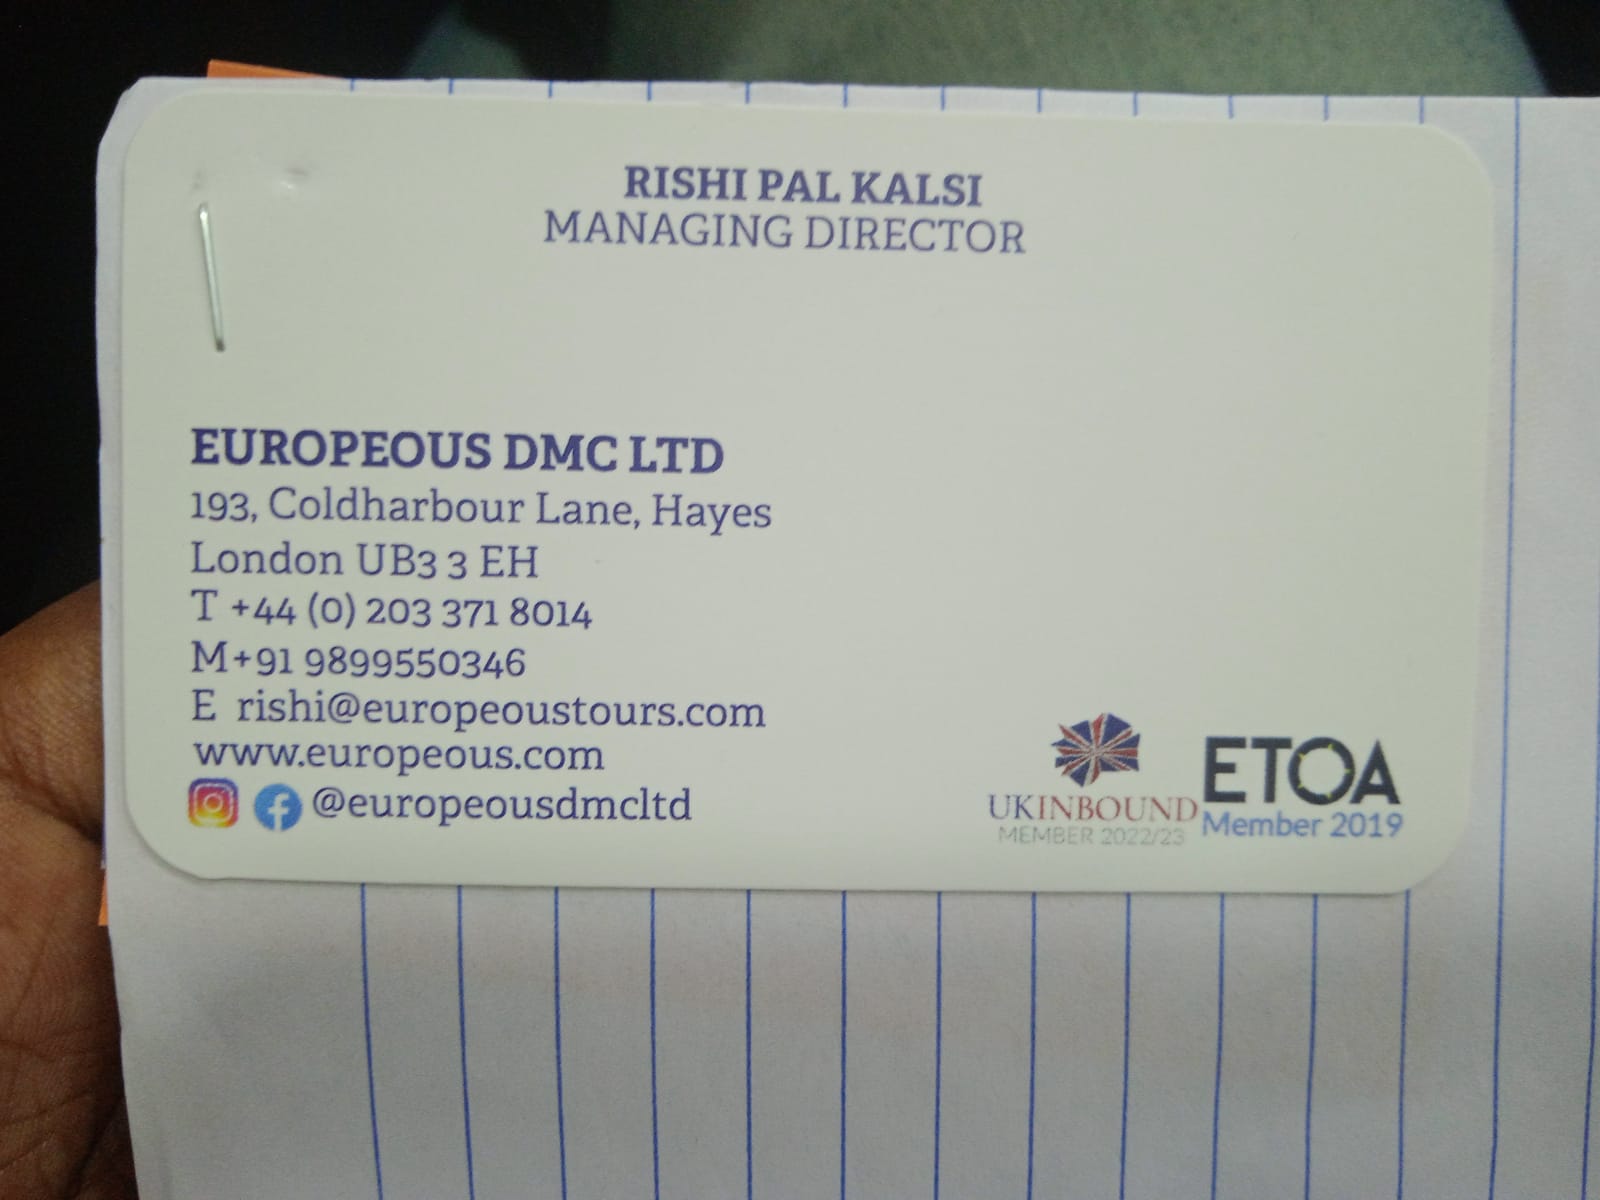 RISHI PAL KALSI
MANAGING DIRECTOR
EUROPEOUS DMC LTD
193, Coldharbour Lane, Hayes
London UB3 3 EH
T +44 (0) 203 371 8014
M+91 9899550346
E rishi@europeoustours.com
www.europeous.com
@europeousdmcltd
UKINBOUND
MEMBER 2022/23
ETOA
Member 2019